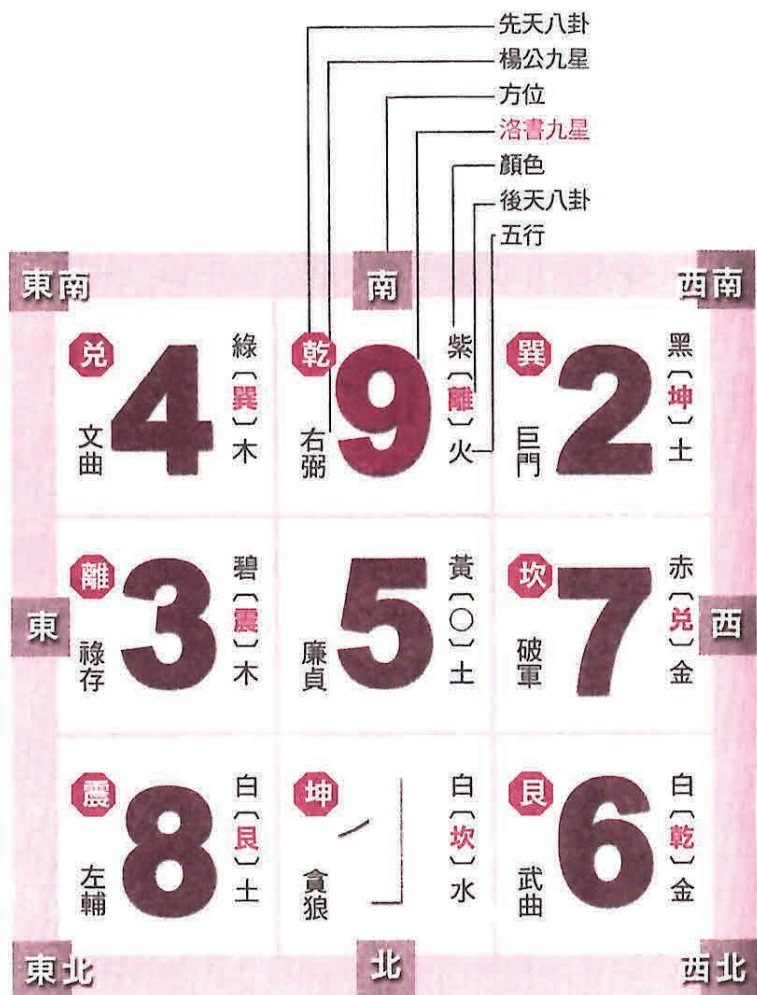 先天八卦
楊公九星
方位
洛書九星
顏色
後天八卦
五行
東南
南
西南
兌
4
綠〔巽〕木
文曲
乾
9
紫〔離〕火
右弼
巽
2
黑〔坤〕土
巨門
東
離
3
碧〔震〕木
祿存
5
黃〔○〕土
廉貞
坎
7
赤〔兌〕金
破軍
西
震
8
白〔艮〕土
左輔
坤
白〔坎〕水
貪狼
艮
6
白〔乾〕金
武曲
東北
北
西北